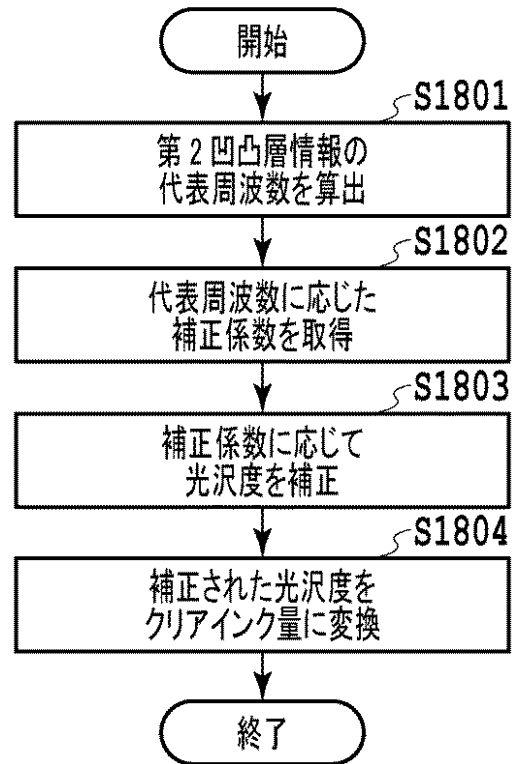 開始
S1801
第2凹凸層情報の
代表周波数を算出
S1802
代表周波数に応じた
補正係数を取得
S1803
補正係数に応じて
光沢度を補正
S1804
補正された光沢度を
クリアインク量に変換
終了